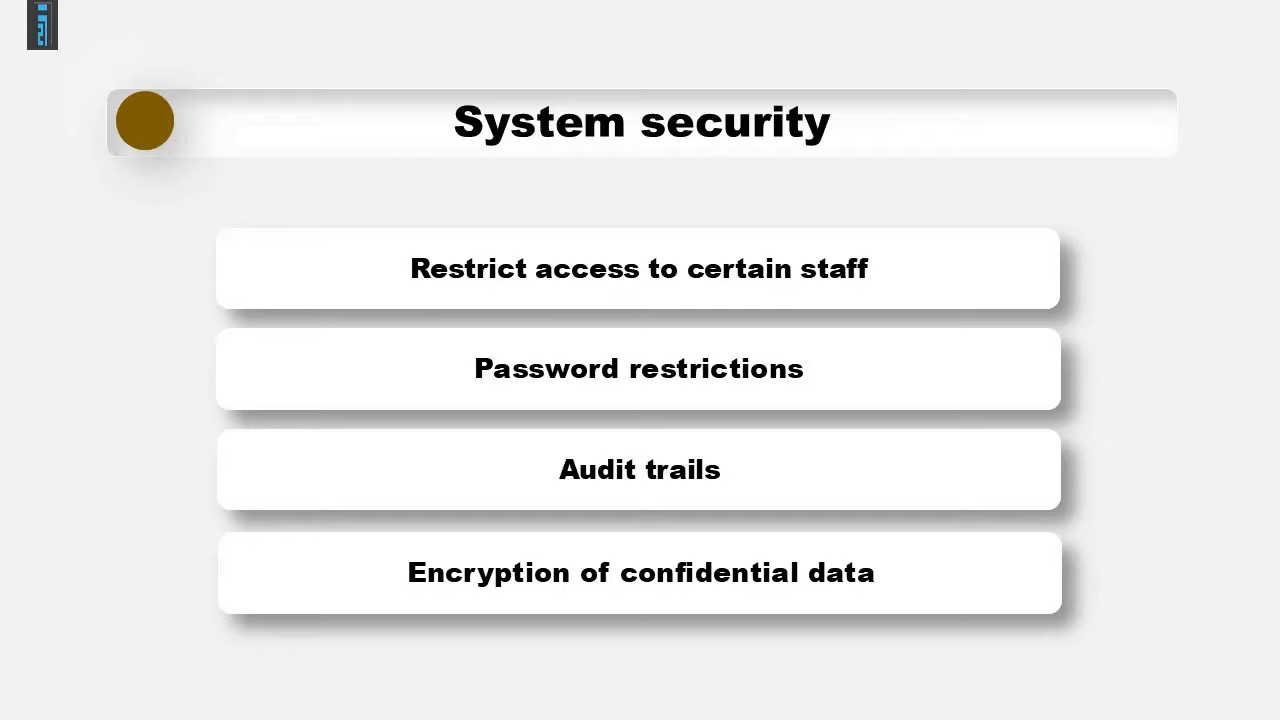 System security
Restrict access to certain staff
Password restrictions
Audit trails
Encryption of confidential data